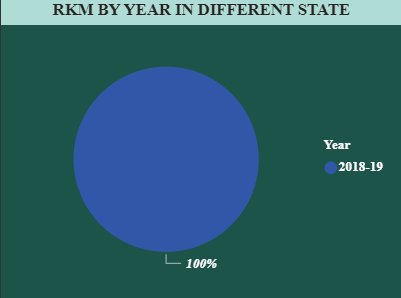 RKM BY YEAR IN DIFFERENT STATE
Year
2018-19
100%